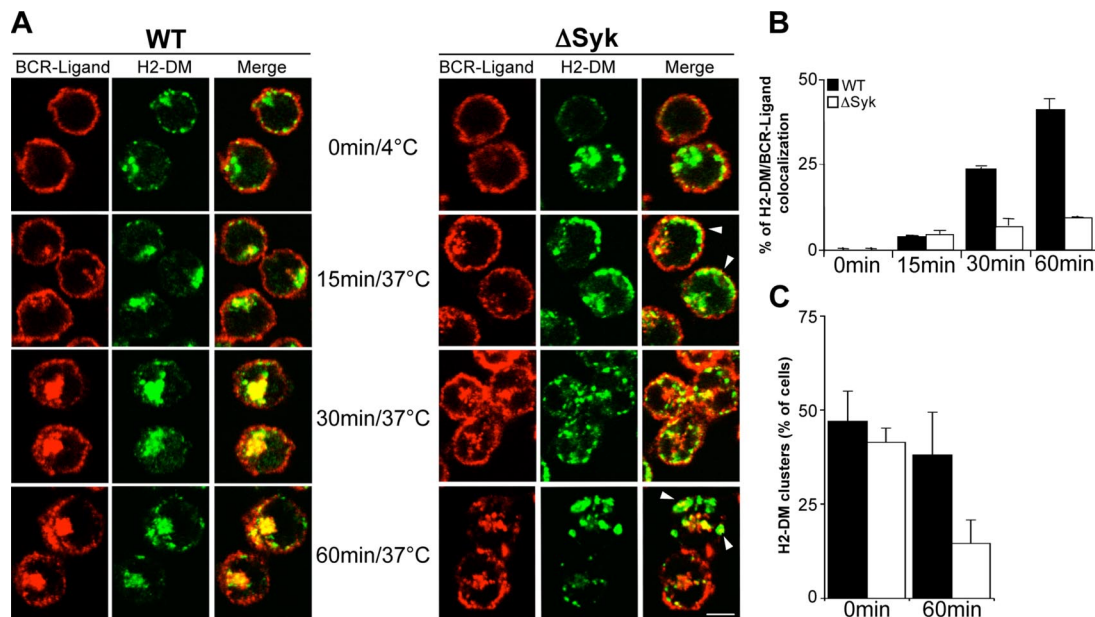 A
WT
BCR-Ligand H2-DM Merge
ΔSyk
BCR-Ligand H2-DM Merge
0min/4°C
15min/37°C
30min/37°C
60min/37°C
B
% of H2-DM/BCR-Ligand
colocalization
50
25
0
WT
ΔSyk
0min 15min 30min 60min
C
H2-DM clusters (% of cells)
75
50
25
0
0min 60min